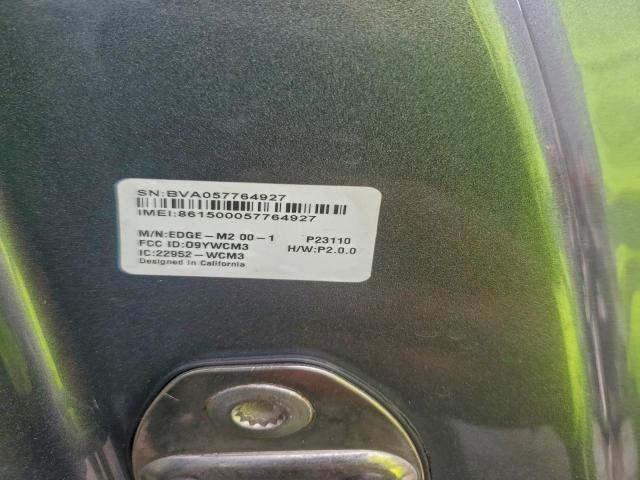 SN:BVA057764927
IMEI:861500057764927
M/N:EDGE-M2 00-1 P23110
FCC ID:09YWCM3 H/W:P2.0.0
IC:22952-WCM3
Designed in California